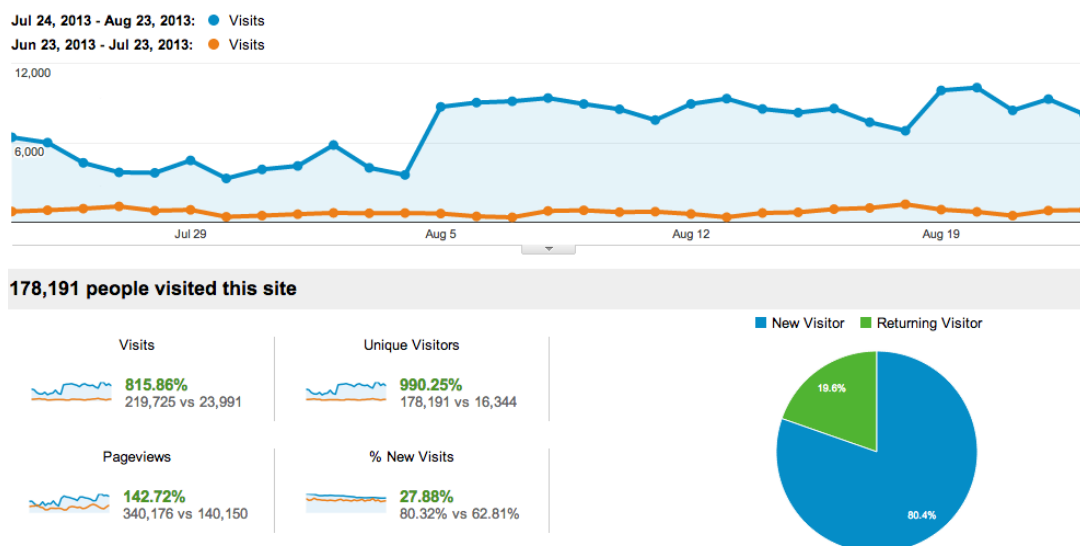 Jul 24, 2013 - Aug 23, 2013: Visits
Jun 23, 2013 - Jul 23, 2013: Visits
12,000
6,000
Jul 29 Aug 5 Aug 12 Aug 19
178,191 people visited this site
New Visitor Returning Visitor
Visits
815.86%
219,725 vs 23,991
Unique Visitors
990.25%
178,191 vs 16,344
Pageviews
142.72%
340,176 vs 140,150
% New Visits
27.88%
80.32% vs 62.81%
19.6%
80.4%